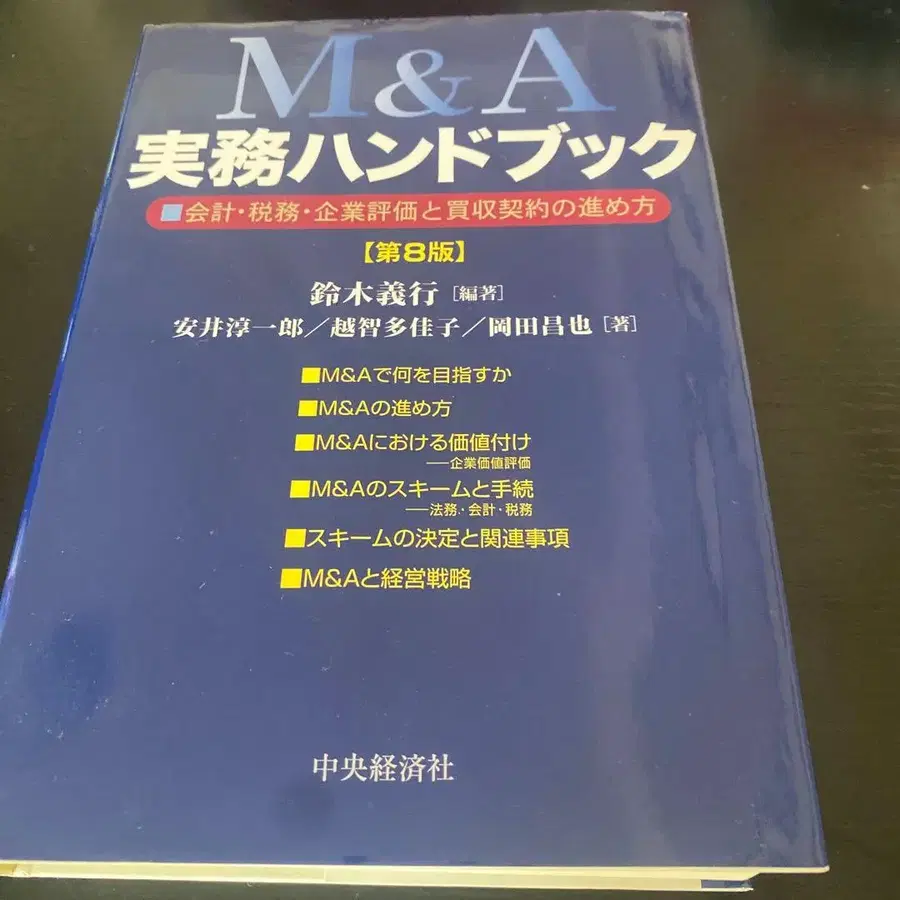 M&A
実務ハンドブック
■会計・税務・企業評価と買収契約の進め方
【第8版】
鈴木義行[編著]
安井淳一郎／越智多佳子／岡田昌也[著]
■M&Aで何を目指すか
■M&Aの進め方
■M&Aにおける価値付け
──企業価値評価
■M&Aのスキームと手続
──法務・会計・税務
■スキームの決定と関連事項
■M&Aと経営戦略
中央経済社